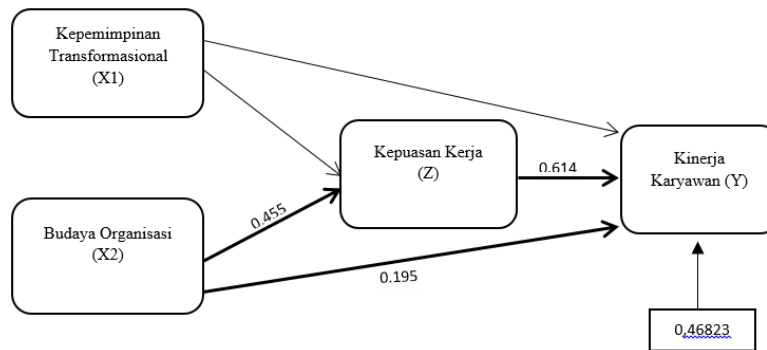 Kepemimpinan
Transformasional
(X1)
Kepuasan Kerja
(Z)
0.614
Kinerja
Karyawan (Y)
0.455
Budaya Organisasi
(X2)
0.195
0,46823